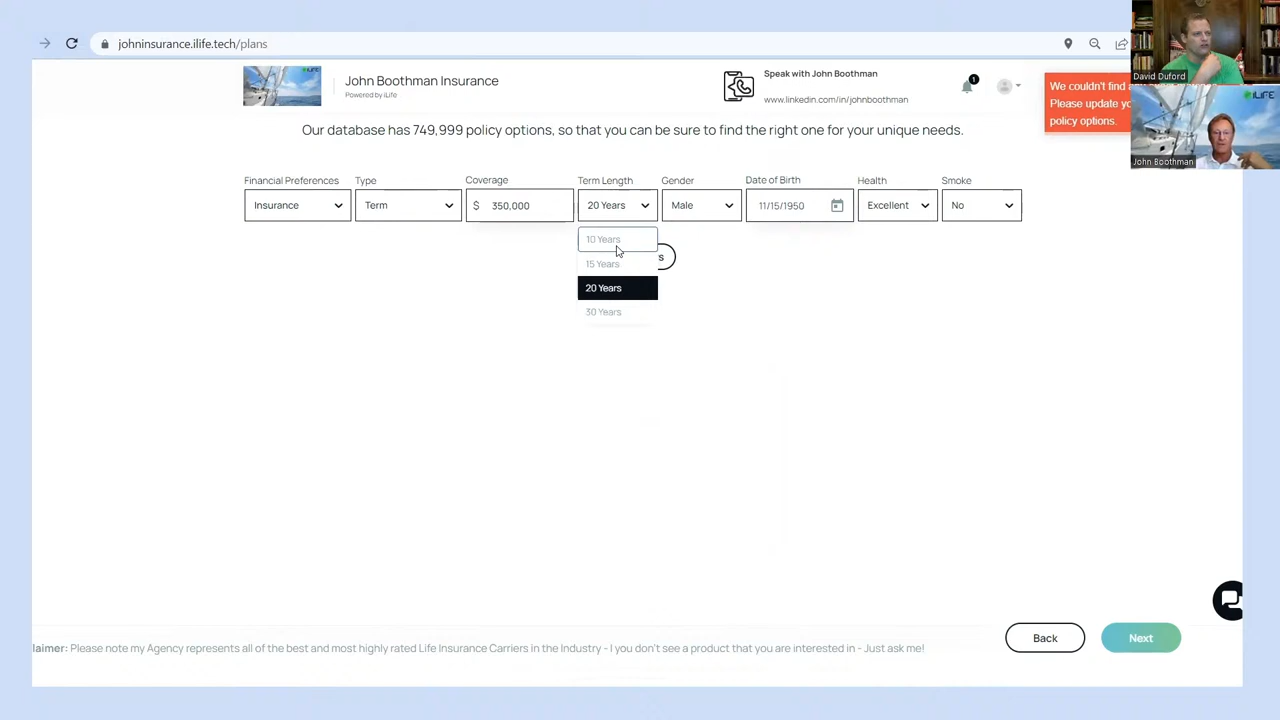 johninsurance.ilife.tech/plans
John Boothman Insurance
Powered by iLife
Speak with John Boothman
www.linkedin.com/in/johnboothman
1
David Duford
We couldn't find a
Please update yo
policy options.
iLIFE
John Boothman
Our database has 749,999 policy options, so that you can be sure to find the right one for your unique needs.
Financial Preferences Type Coverage Term Length Gender Date of Birth Health Smoke
Insurance Term $ 350,000 20 Years Male 11/15/1950 Excellent No
10 Years
s
15 Years
20 Years
30 Years
Back Next
laimer: Please note my Agency represents all of the best and most highly rated Life Insurance Carriers in the Industry - I you don't see a product that you are interested in - Just ask me!